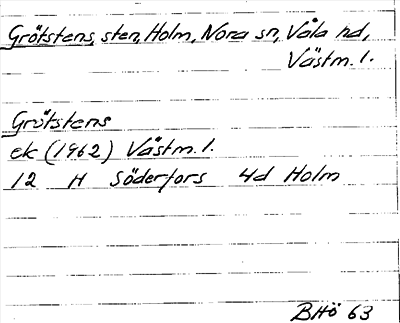 Grötstens, sten, Holm, Nora sn, Våla hd,
Västm. l.
Grötstens
ek (1962) Västm. l.
12 H Söderfors 4d Holm
BHö 63